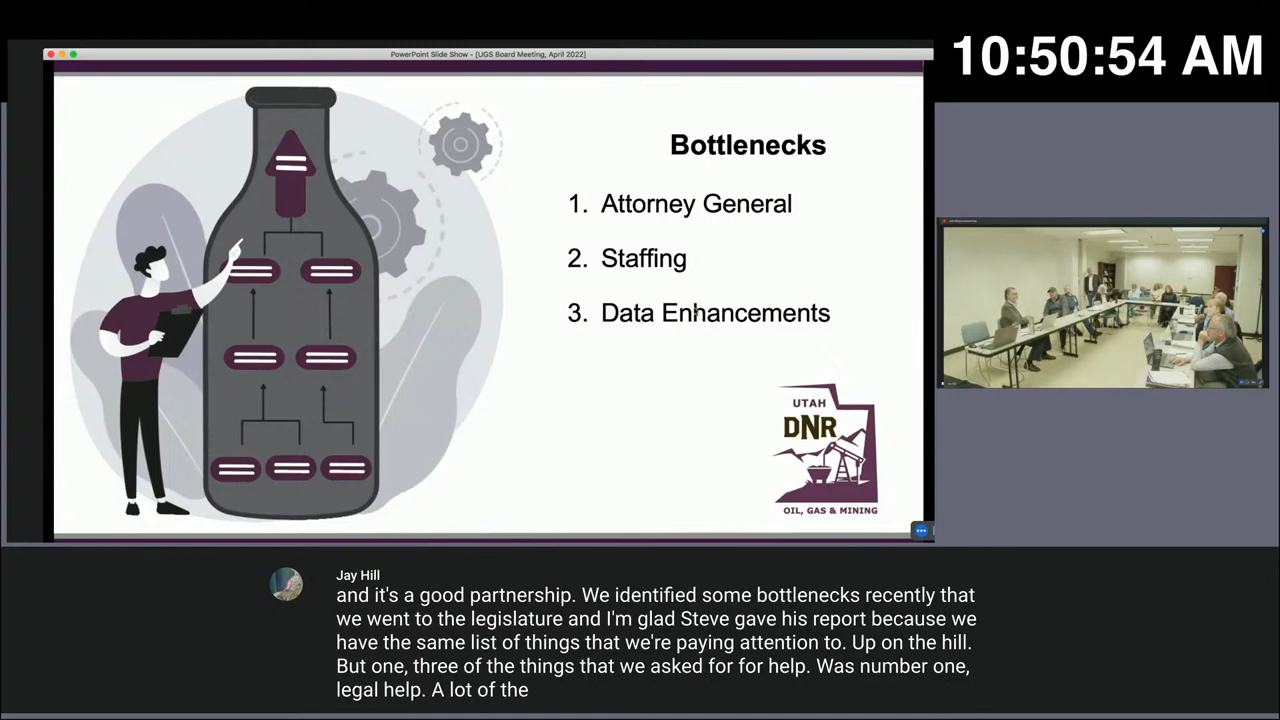 PowerPoint Slide Show - [UGS Board Meeting, April 2022]
10:50:54 AM
Bottlenecks
1. Attorney General
2. Staffing
3. Data Enhancements
UTAH
DNR
OIL, GAS & MINING
Jay Hill
and it's a good partnership. We identified some bottlenecks recently that
we went to the legislature and I'm glad Steve gave his report because we
have the same list of things that we're paying attention to. Up on the hill.
But one, three of the things that we asked for for help. Was number one,
legal help. A lot of the